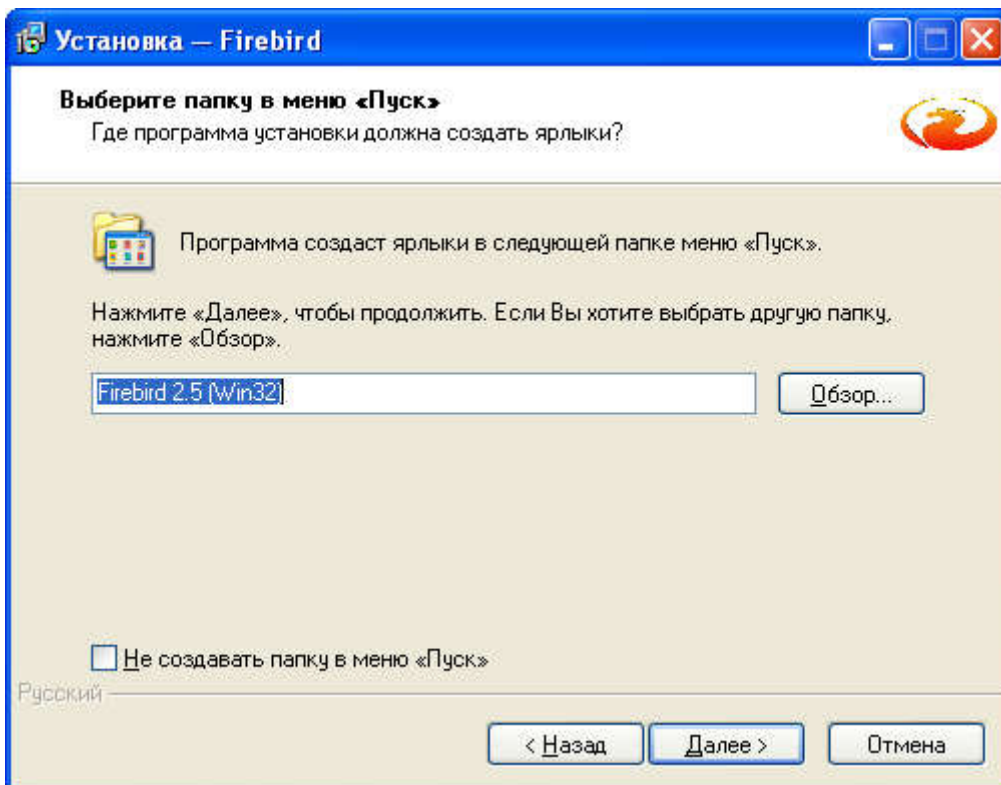 Установка — Firebird
Выберите папку в меню «Пуск»
Где программа установки должна создать ярлыки?
Программа создаст ярлыки в следующей папке меню «Пуск».
Нажмите «Далее», чтобы продолжить. Если Вы хотите выбрать другую папку,
нажмите «Обзор».
Firebird 2.5 (Win32)
Обзор...
Не создавать папку в меню «Пуск»
Русский
< Назад
Далее >
Отмена